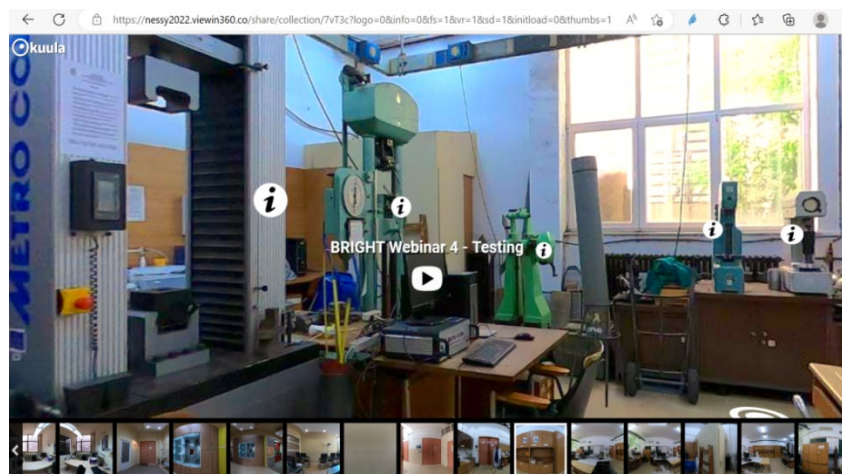 https://nessy2022.viewin360.co/share/collection/7vT3c?logo=0&info=0&fs=1&vr=1&sd=1&initload=0&thumbs=1
kuula
METRO CO
i
i
BRIGHT Webinar 4 - Testing
i
i
i